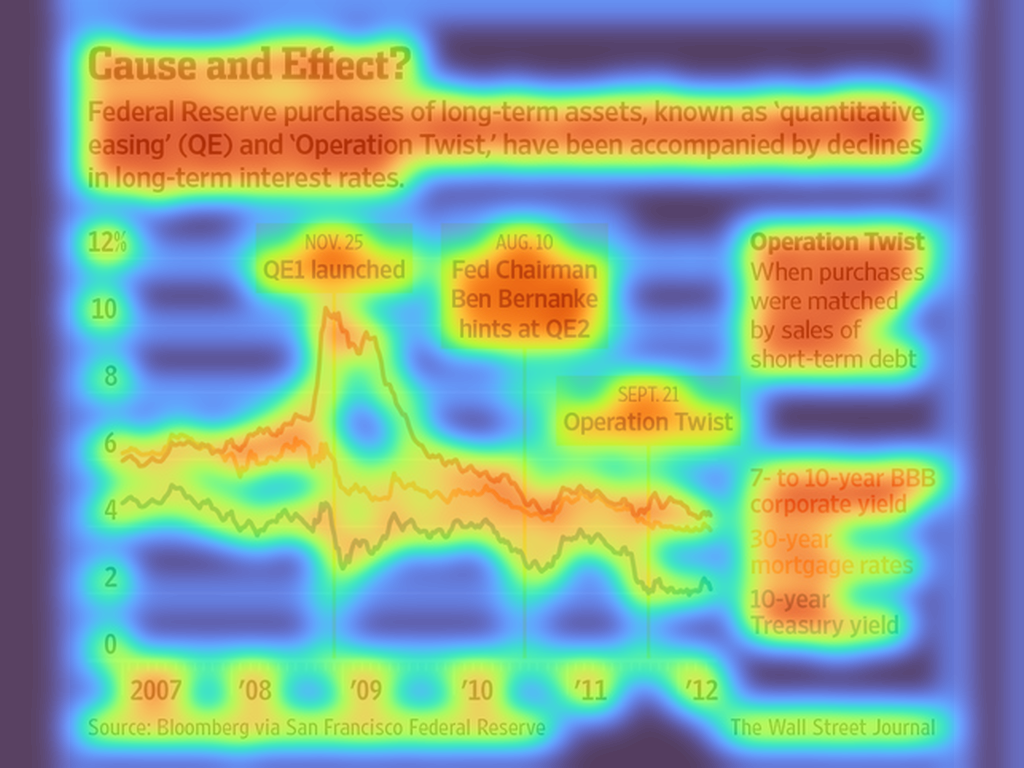 Cause and Effect?
Federal Reserve purchases of long-term assets, known as ‘quantitative
easing’ (QE) and ‘Operation Twist,’ have been accompanied by declines
in long-term interest rates.
12%
10
8
6
4
2
0
NOV. 25
QE1 launched
AUG. 10
Fed Chairman
Ben Bernanke
hints at QE2
SEPT. 21
Operation Twist
Operation Twist
When purchases
were matched
by sales of
short-term debt
7- to 10-year BBB
corporate yield
30-year
mortgage rates
10-year
Treasury yield
2007 ’08 ’09 ’10 ’11 ’12
Source: Bloomberg via San Francisco Federal Reserve
The Wall Street Journal